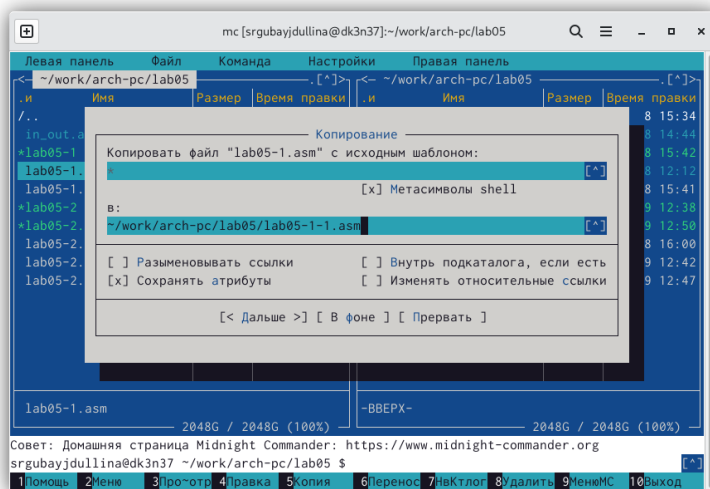 mc [srgubayjdullina@dk3n37]:~/work/arch-pc/lab05
Левая панель Файл Команда Настройки Правая панель
<— ~/work/arch-pc/lab05 .[^]> <— ~/work/arch-pc/lab05 .[^]>
.и Имя Размер Время правки .и Имя Размер Время правки
/.. 8 15:34
in_out.a 8 14:44
*lab05-1 8 15:42
lab05-1. 8 12:12
lab05-1. 8 15:41
*lab05-2 9 12:38
*lab05-2. 9 12:50
lab05-2. 8 16:00
lab05-2. 9 12:42
lab05-2. 9 12:47
Копирование
Копировать файл "lab05-1.asm" с исходным шаблоном:
* [^]
[x] Метасимволы shell
в:
~/work/arch-pc/lab05/lab05-1-1.asm [^]
[ ] Разыменовывать ссылки [ ] Внутрь подкаталога, если есть
[x] Сохранять атрибуты [ ] Изменять относительные ссылки
[< Дальше >] [ В фоне ] [ Прервать ]
lab05-1.asm -ВВЕРХ-
2048G / 2048G (100%) 2048G / 2048G (100%)
Совет: Домашняя страница Midnight Commander: https://www.midnight-commander.org
srgubayjdullina@dk3n37 ~/work/arch-pc/lab05 $ [^]
1Помощь 2Меню 3Про~отр 4Правка 5Копия 6Перенос 7НвКтлог 8Удалить 9МенюMC 10Выход